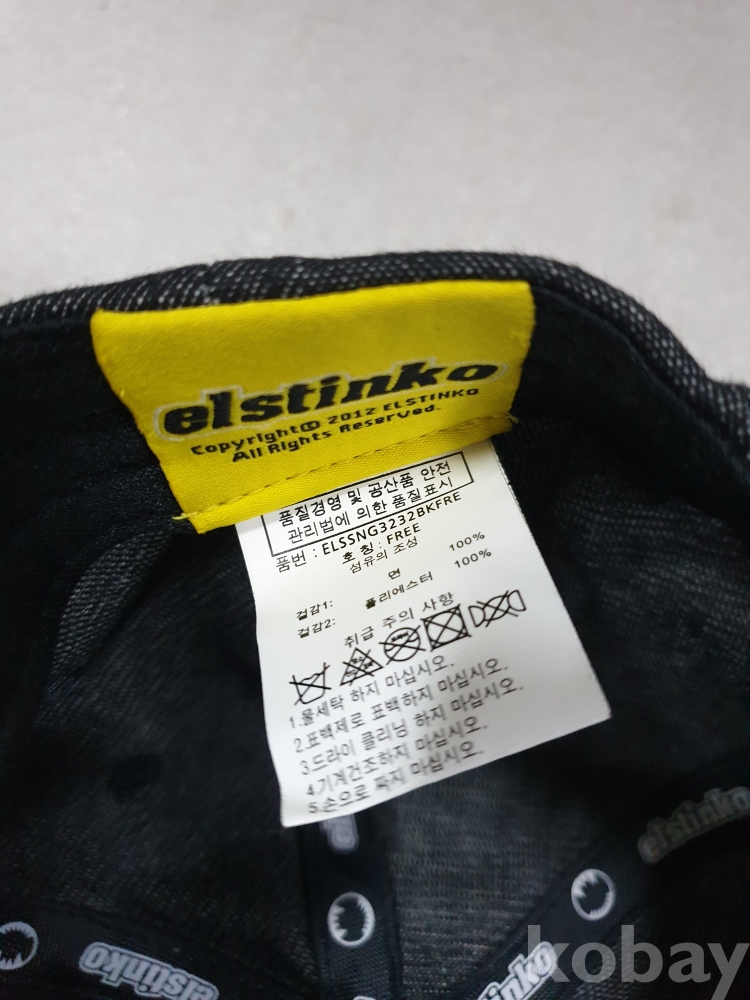 elstinko
Copyright© 2012 ELSTINKO
All Rights Reserved.
품질경영 및 공산품 안전
관리법에 의한 품질표시
품번 : ELSSNG3232BKFRE
호 칭 : FREE
섬유의 조성
겉감1: 면 100%
겉감2: 폴리에스터 100%
취급 주의 사항
1.물세탁 하지 마십시오.
2.표백제로 표백하지 마십시오.
3.드라이 클리닝 하지 마십시오.
4.기계건조하지 마십시오.
5.손으로 짜지 마십시오.
elstinko
elstinko
kobay